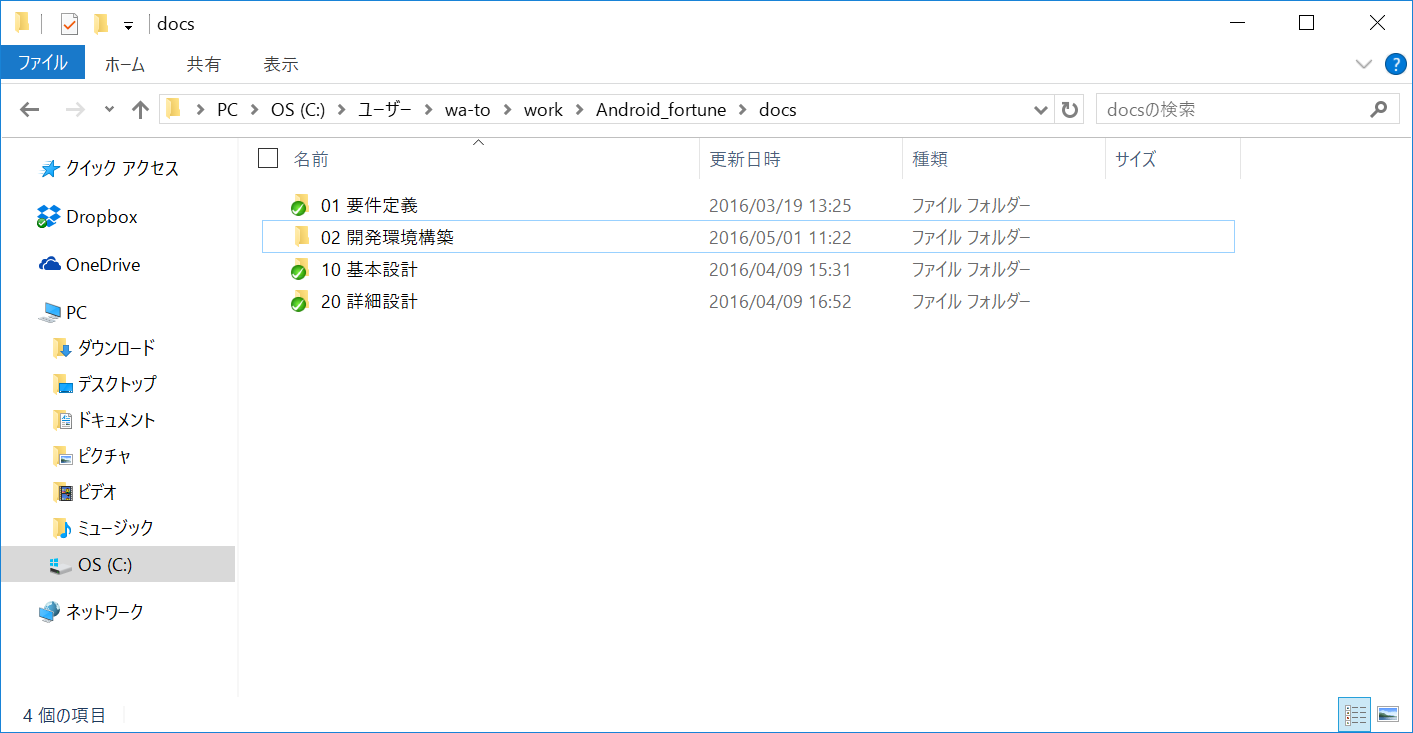 docs
ファイル ホーム 共有 表示
PC OS (C:) ユーザー wa-to work Android_fortune docs docsの検索
名前 更新日時 種類 サイズ
クイック アクセス
Dropbox
OneDrive
PC
ダウンロード
デスクトップ
ドキュメント
ピクチャ
ビデオ
ミュージック
OS (C:)
ネットワーク
01 要件定義 2016/03/19 13:25 ファイル フォルダー
02 開発環境構築 2016/05/01 11:22 ファイル フォルダー
10 基本設計 2016/04/09 15:31 ファイル フォルダー
20 詳細設計 2016/04/09 16:52 ファイル フォルダー
4 個の項目